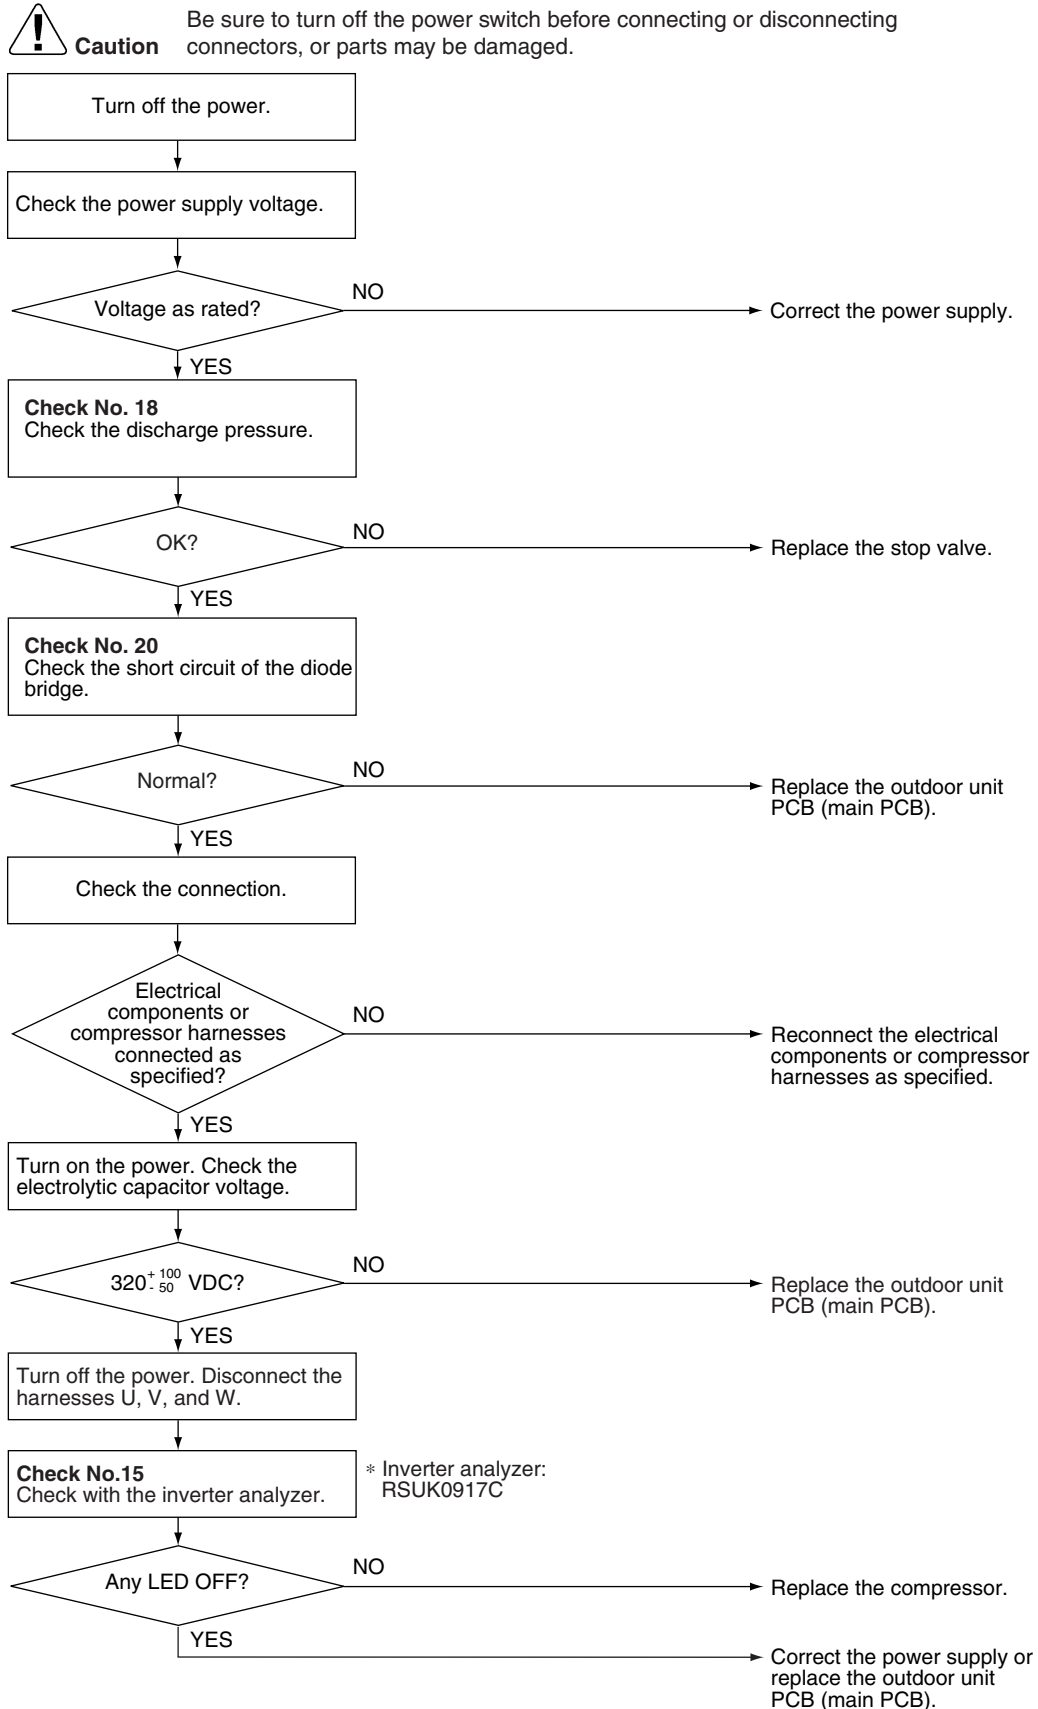 Be sure to turn off the power switch before connecting or disconnecting
Caution connectors, or parts may be damaged.
Turn off the power.
Check the power supply voltage.
Voltage as rated?
NO
Correct the power supply.
YES
Check No. 18
Check the discharge pressure.
OK?
NO
Replace the stop valve.
YES
Check No. 20
Check the short circuit of the diode
bridge.
Normal?
NO
Replace the outdoor unit
PCB (main PCB).
YES
Check the connection.
Electrical
components or
compressor harnesses
connected as
specified?
NO
Reconnect the electrical
components or compressor
harnesses as specified.
YES
Turn on the power. Check the
electrolytic capacitor voltage.
320 + 100 - 50 VDC?
NO
Replace the outdoor unit
PCB (main PCB).
YES
Turn off the power. Disconnect the
harnesses U, V, and W.
Check No.15
Check with the inverter analyzer.
* Inverter analyzer:
RSUK0917C
Any LED OFF?
NO
Replace the compressor.
YES
Correct the power supply or
replace the outdoor unit
PCB (main PCB).